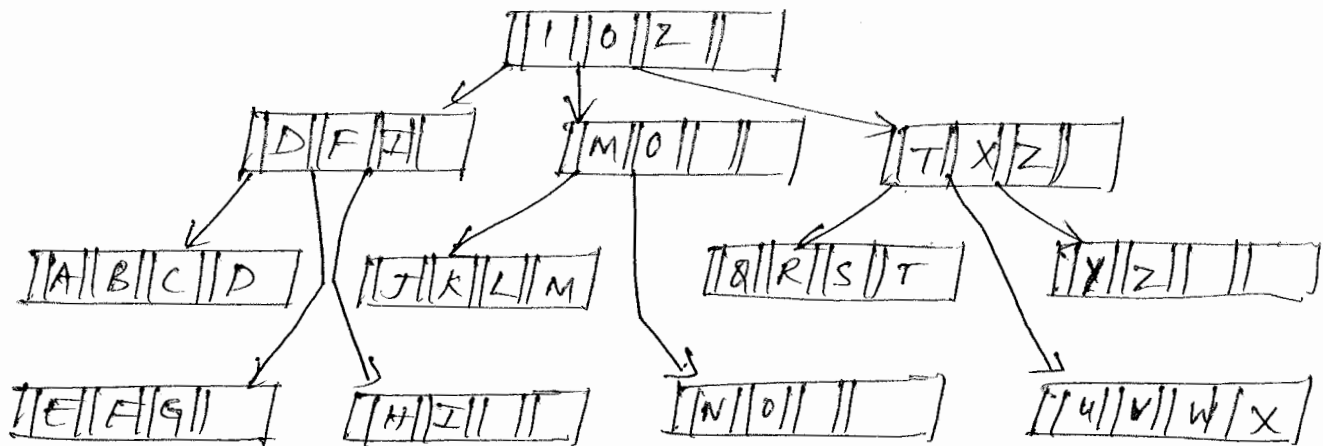 I O Z
D F I M O T X Z
A B C D J K L M Q R S T Y Z
E F G H I N O U V W X